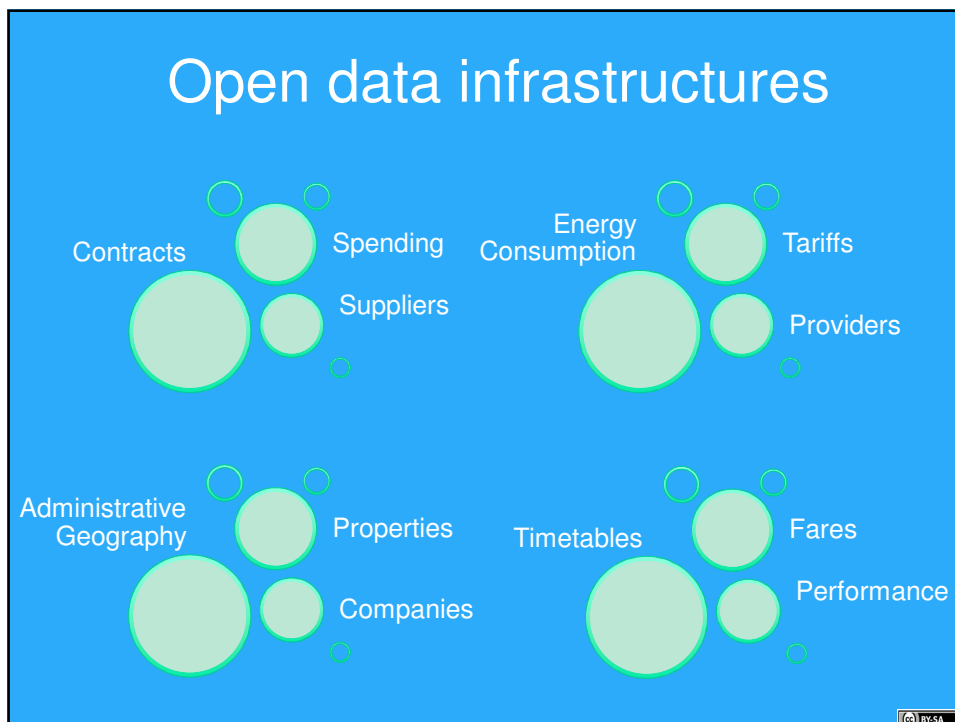 Open data infrastructures
Contracts
Spending
Suppliers
Energy
Consumption
Tariffs
Providers
Administrative
Geography
Properties
Companies
Timetables
Fares
Performance
cc BY-SA